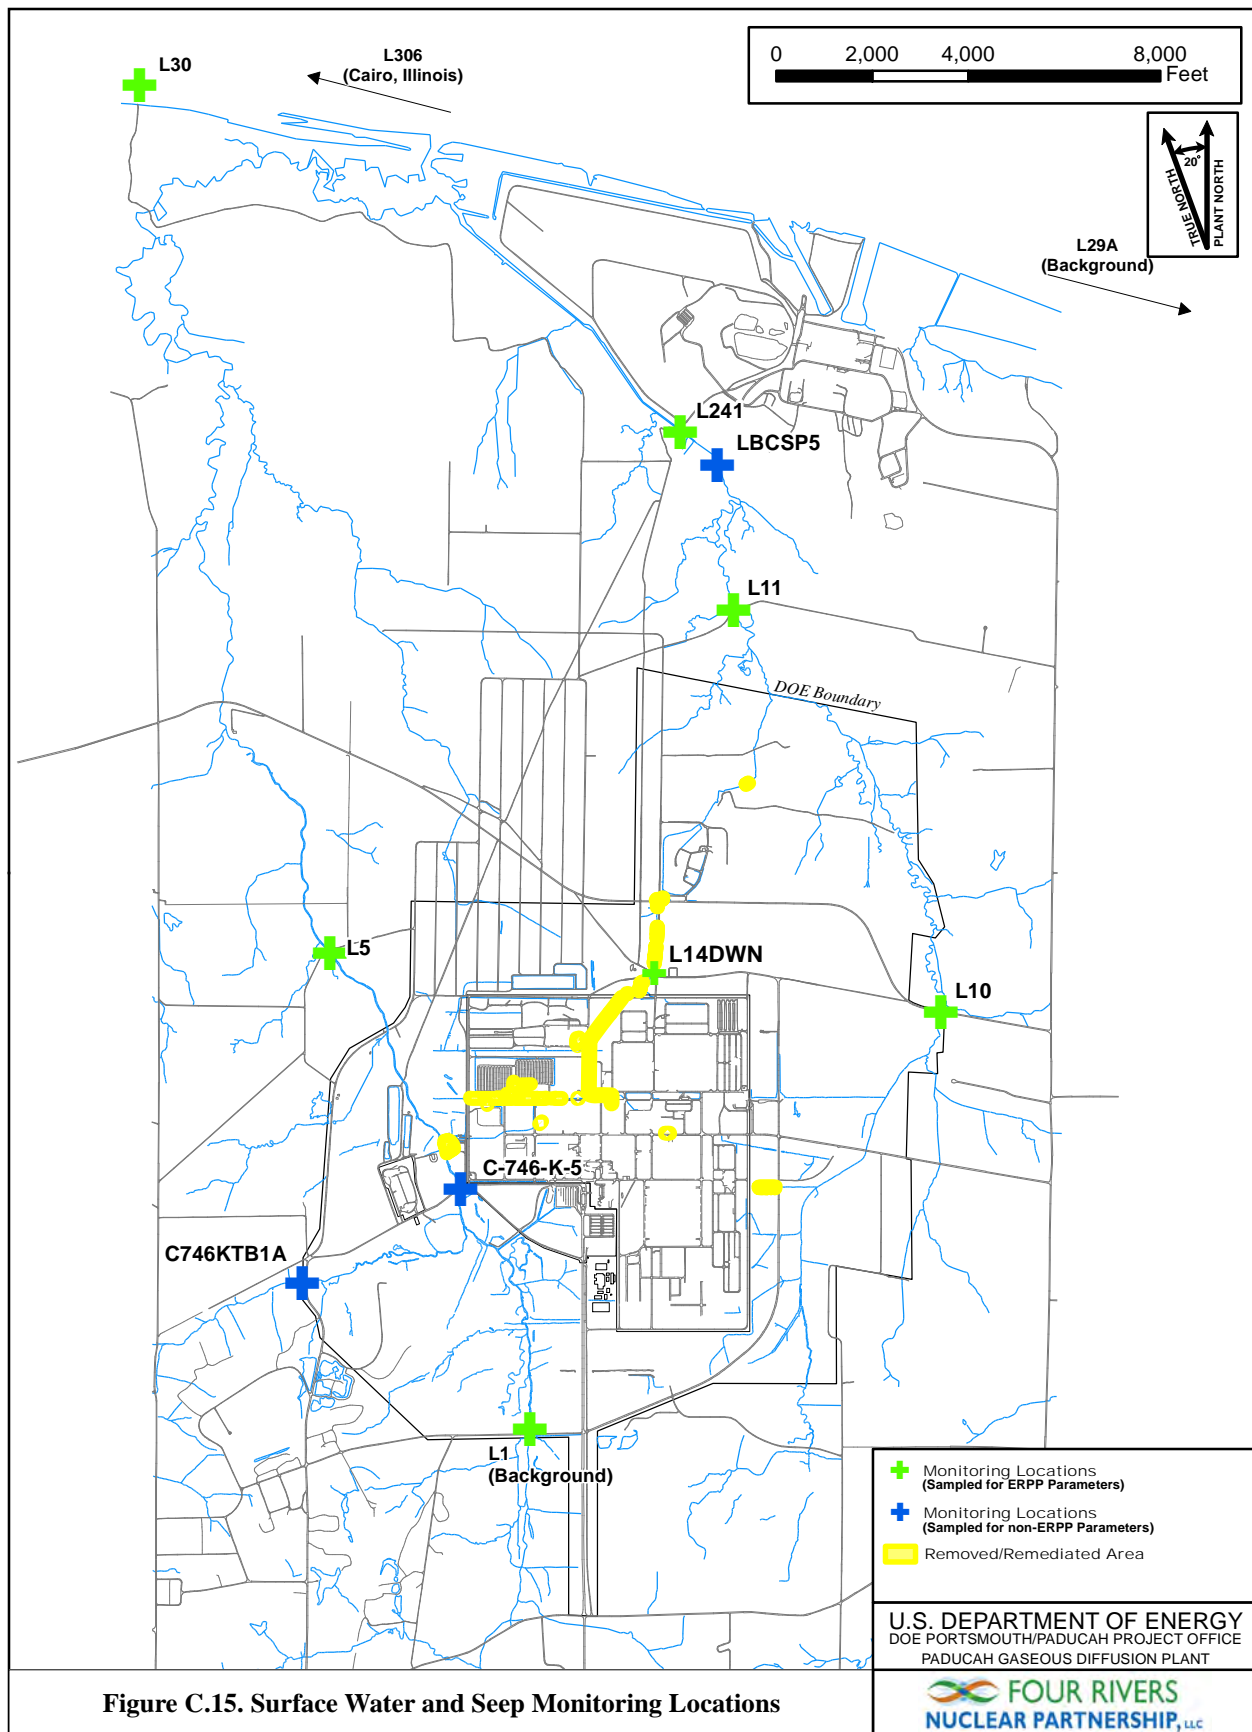 L30
L306
(Cairo, Illinois)
0 2,000 4,000 8,000
Feet
20°
TRUE NORTH
PLANT NORTH
L29A
(Background)
L241
LBCSP5
L11
DOE Boundary
L5
L14DWN
L10
C-746-K-5
C746KTB1A
L1
(Background)
Monitoring Locations
(Sampled for ERPP Parameters)
Monitoring Locations
(Sampled for non-ERPP Parameters)
Removed/Remediated Area
U.S. DEPARTMENT OF ENERGY
DOE PORTSMOUTH/PADUCAH PROJECT OFFICE
PADUCAH GASEOUS DIFFUSION PLANT
Figure C.15. Surface Water and Seep Monitoring Locations
FOUR RIVERS
NUCLEAR PARTNERSHIP, LLC